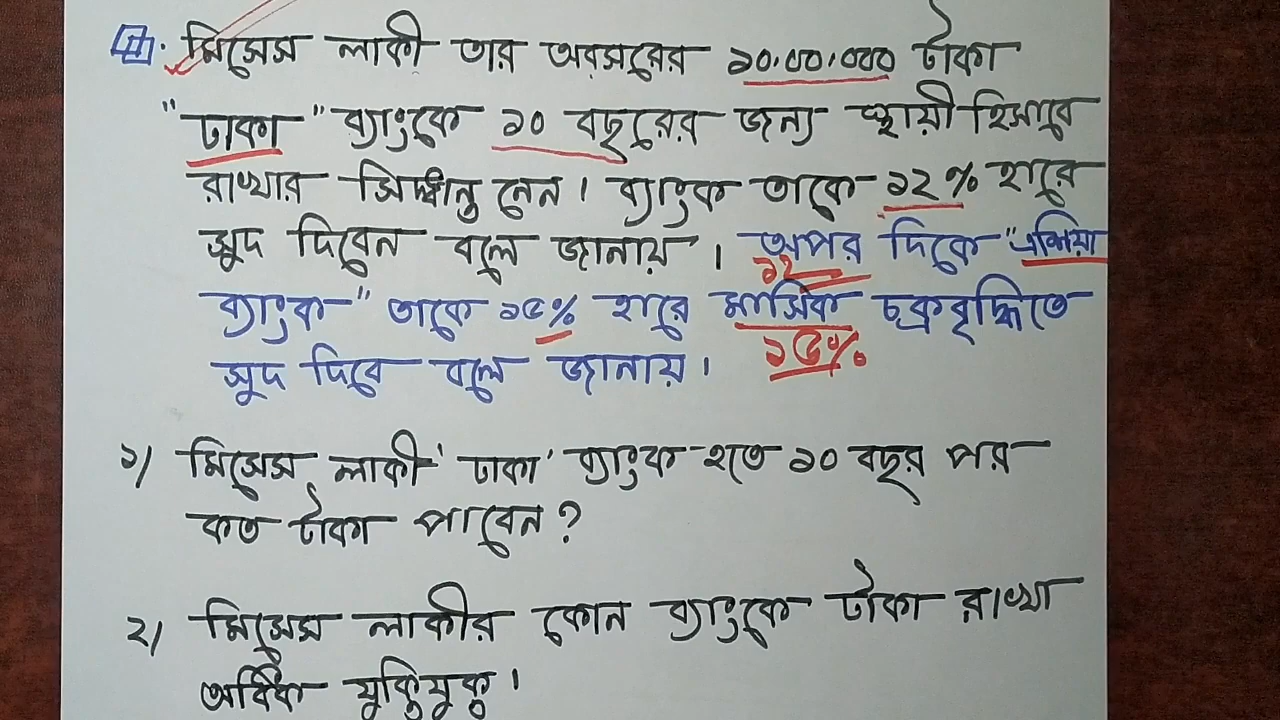 মিসেস লাকী তার অবসরের ১০,০০,০০০ টাকা
"ঢাকা" ব্যাংকে ১০ বছরের জন্য স্থায়ী হিসাবে
রাখার সিদ্ধান্ত নেন। ব্যাংক তাকে ১২% হারে
সুদ দিবেন বলে জানায়। অপর দিকে "এশিয়া
১২
ব্যাংক" তাকে ১৫% হারে মাসিক চক্রবৃদ্ধিতে
সুদ দিবে বলে জানায়। ১৫%
১) মিসেস লাকী 'ঢাকা' ব্যাংক হতে ১০ বছর পর
কত টাকা পাবেন?
২) মিসেস লাকীর কোন ব্যাংকে টাকা রাখা
অধিক যুক্তিযুক্ত।